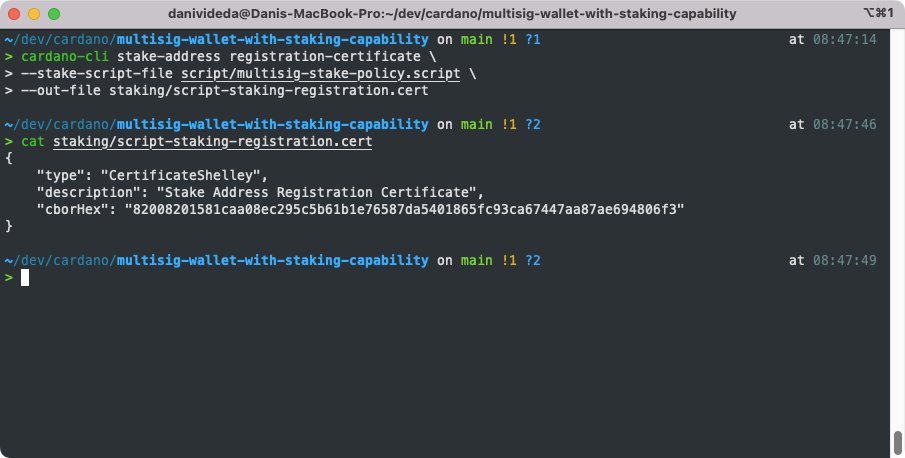 danivideda@Danis-MacBook-Pro:~/dev/cardano/multisig-wallet-with-staking-capability ⌥⌘1
~/dev/cardano/multisig-wallet-with-staking-capability on main !1 ?1 at 08:47:14
> cardano-cli stake-address registration-certificate \
> --stake-script-file script/multisig-stake-policy.script \
> --out-file staking/script-staking-registration.cert
~/dev/cardano/multisig-wallet-with-staking-capability on main !1 ?2 at 08:47:46
> cat staking/script-staking-registration.cert
{
    "type": "CertificateShelley",
    "description": "Stake Address Registration Certificate",
    "cborHex": "82008201581caa08ec295c5b61b1e76587da5401865fc93ca67447aa87ae694806f3"
}
~/dev/cardano/multisig-wallet-with-staking-capability on main !1 ?2 at 08:47:49
>